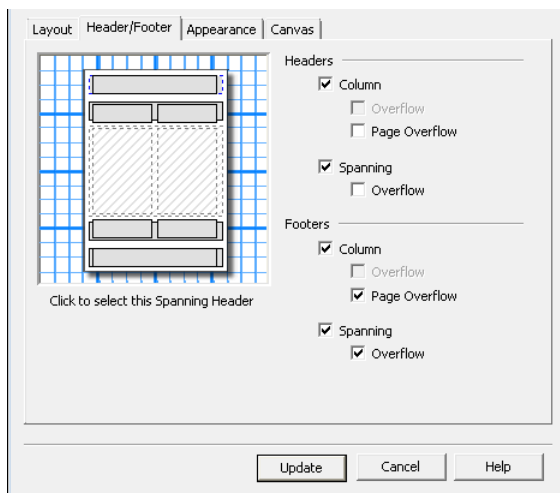 Layout Header/Footer Appearance Canvas
Headers
Column
Overflow
Page Overflow
Spanning
Overflow
Footers
Column
Overflow
Page Overflow
Spanning
Overflow
Click to select this Spanning Header
Update Cancel Help